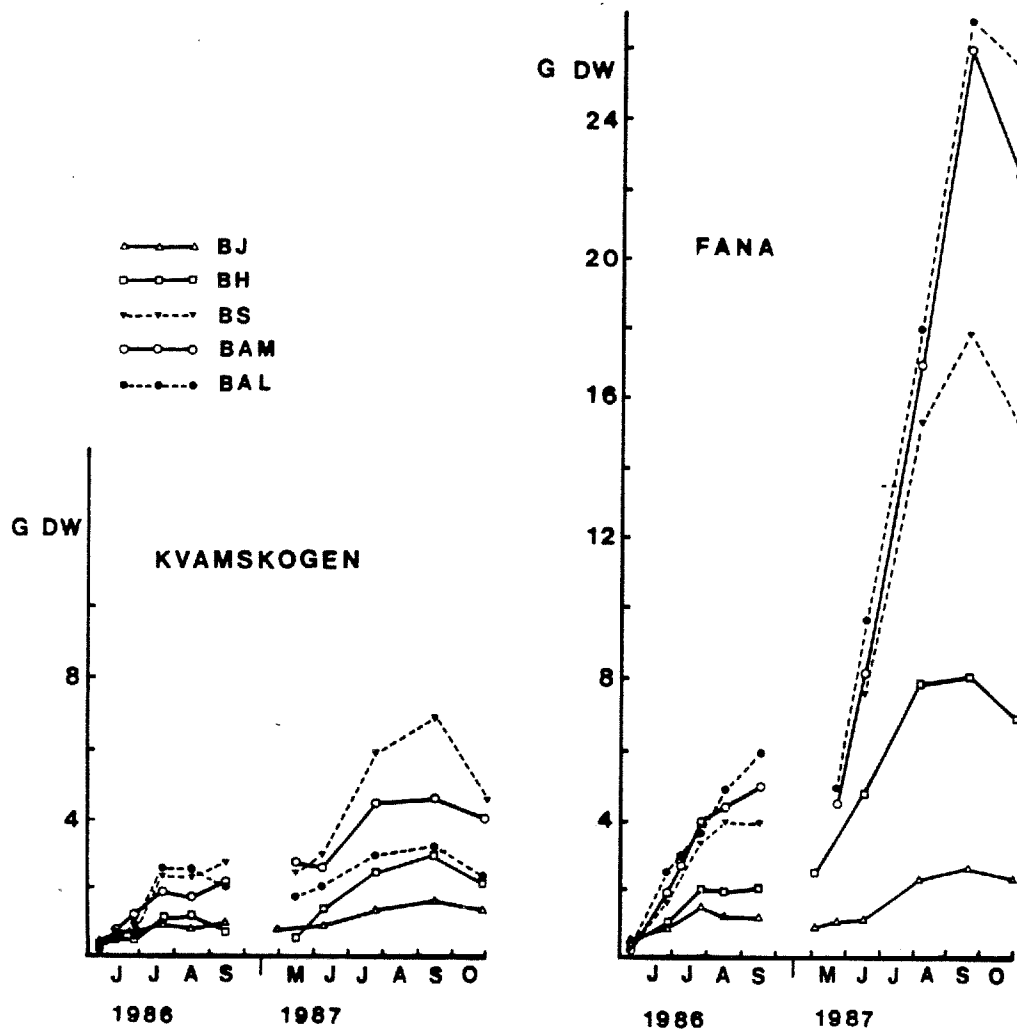 G DW
24
20
16
12
8
4
FANA
BJ
BH
BS
BAM
BAL
G DW
KVAMSKOGEN
8
4
J J A S M J J A S O
1986 1987
J J A S M J J A S O
1986 1987